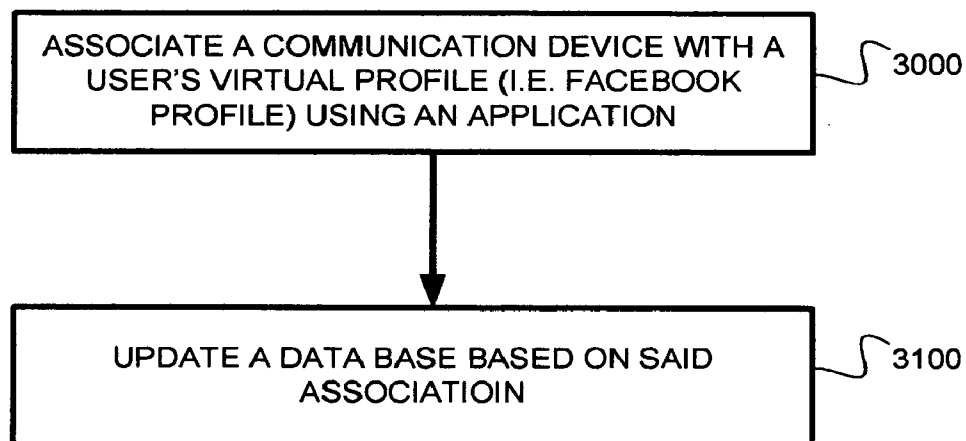 ASSOCIATE A COMMUNICATION DEVICE WITH A
USER'S VIRTUAL PROFILE (I.E. FACEBOOK
PROFILE) USING AN APPLICATION
3000
UPDATE A DATA BASE BASED ON SAID
ASSOCIATIOIN
3100